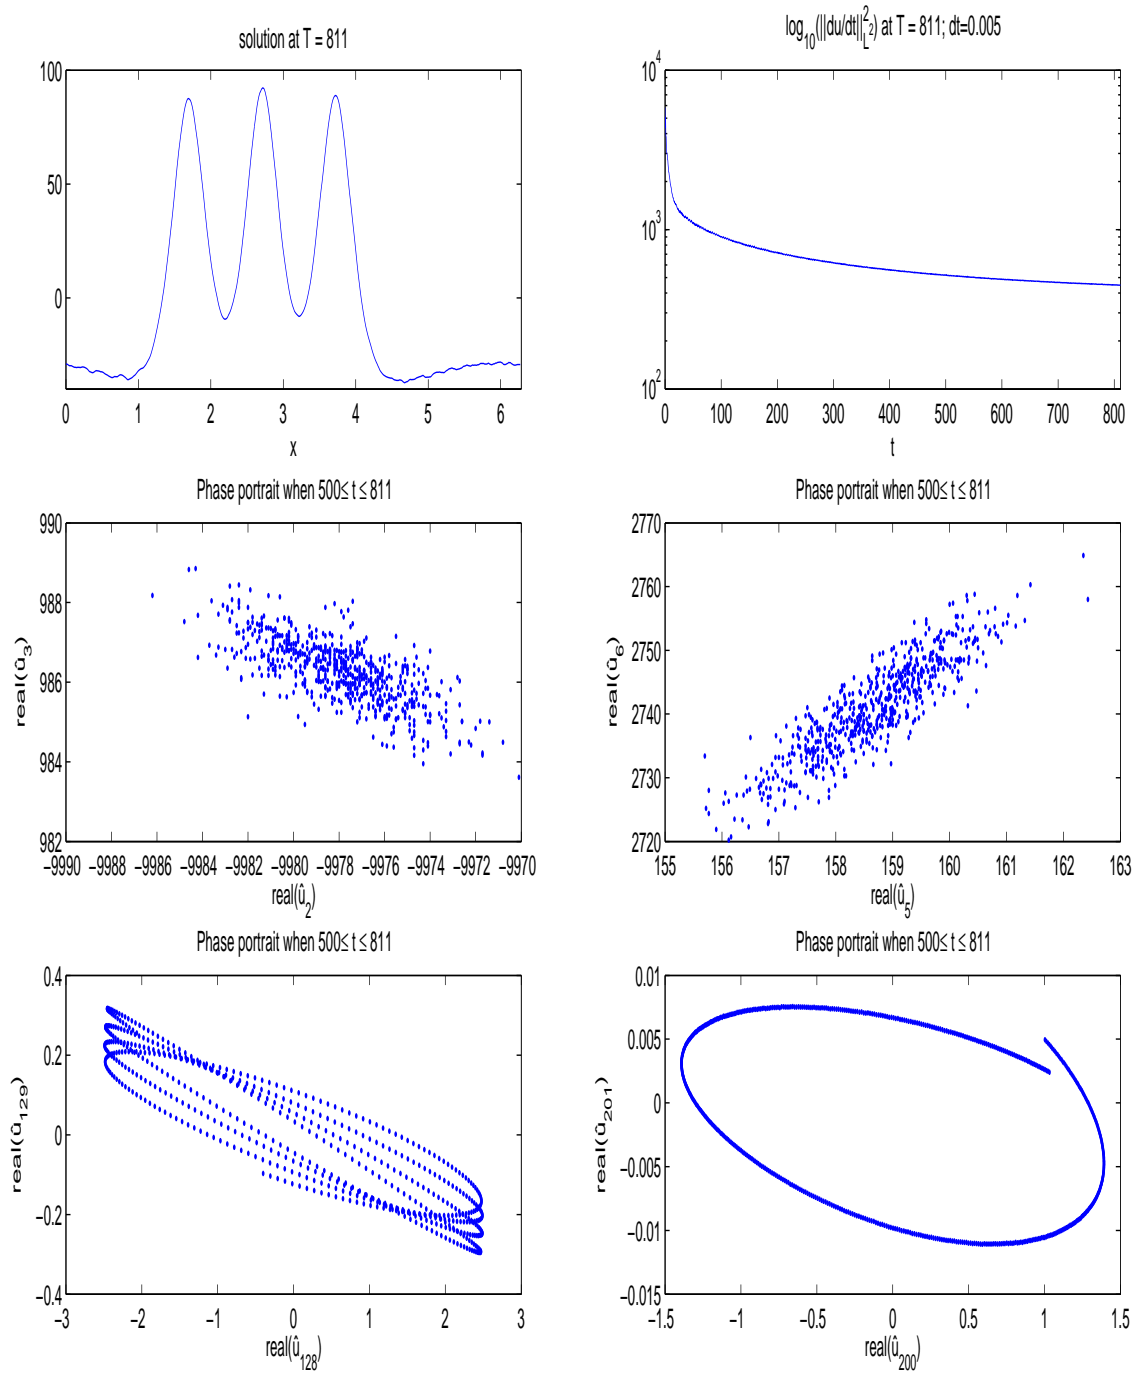 solution at T = 811
100
50
0
0 1 2 3 4 5 6
x
log10(||du/dt||2L2) at T = 811; dt=0.005
10^4
10^3
10^2
0 100 200 300 400 500 600 700 800
t
Phase portrait when 500≤ t ≤ 811
990
988
986
984
982
real(û3)
−9990 −9988 −9986 −9984 −9982 −9980 −9978 −9976 −9974 −9972 −9970
real(û2)
Phase portrait when 500≤ t ≤ 811
2770
2760
2750
2740
2730
2720
real(û6)
155 156 157 158 159 160 161 162 163
real(û5)
Phase portrait when 500≤ t ≤ 811
0.4
0.2
0
−0.2
−0.4
real(û129)
−3 −2 −1 0 1 2 3
real(û128)
Phase portrait when 500≤ t ≤ 811
0.01
0.005
0
−0.005
−0.01
−0.015
real(û201)
−1.5 −1 −0.5 0 0.5 1 1.5
real(û200)